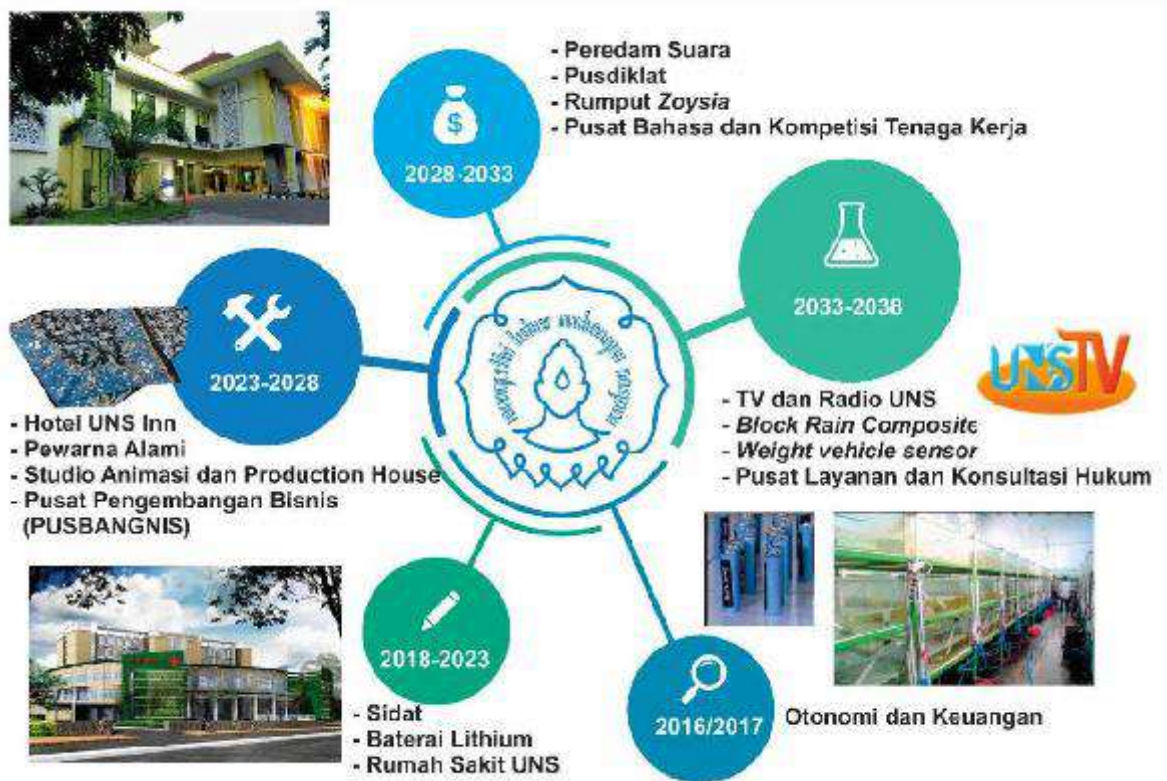 - Peredam Suara
- Pusdiklat
- Rumput Zoysia
- Pusat Bahasa dan Kompetisi Tenaga Kerja
2028-2033
2033-2038
UNSTV
- TV dan Radio UNS
- Block Rain Composite
- Weight vehicle sensor
- Pusat Layanan dan Konsultasi Hukum
2023-2028
- Hotel UNS Inn
- Pewarna Alami
- Studio Animasi dan Production House
- Pusat Pengembangan Bisnis
(PUSBANGNIS)
2018-2023
- Sidat
- Baterai Lithium
- Rumah Sakit UNS
2016/2017
Otonomi dan Keuangan
$